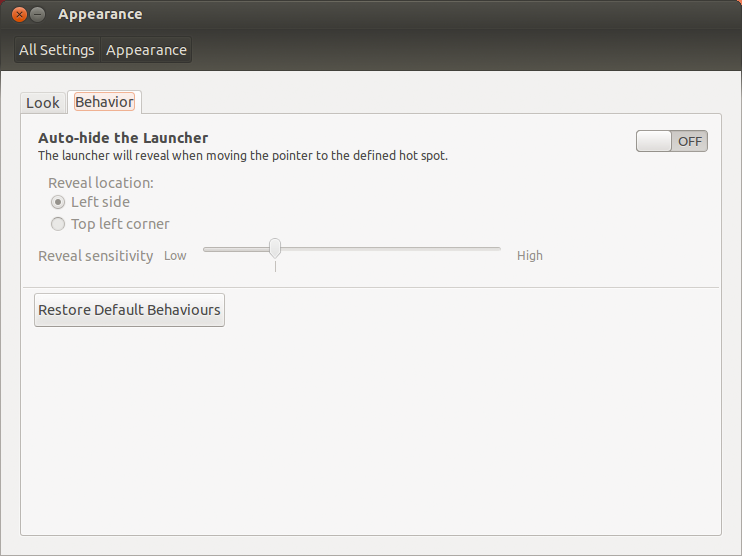 Appearance
All Settings Appearance
Look Behavior
Auto-hide the Launcher
OFF
The launcher will reveal when moving the pointer to the defined hot spot.
Reveal location:
Left side
Top left corner
Reveal sensitivity Low High
Restore Default Behaviours